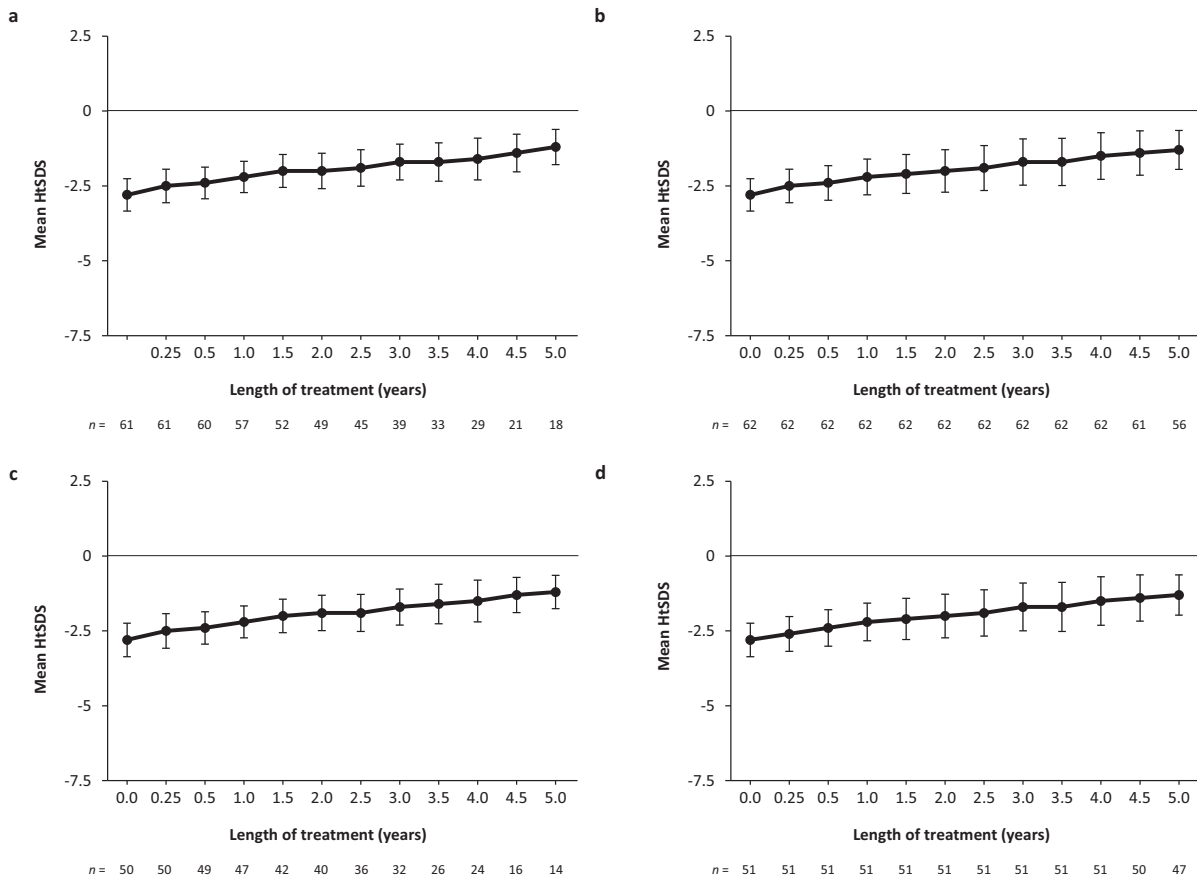 a
2.5
0
-2.5
-5
-7.5
Mean HtSDS
0.25 0.5 1.0 1.5 2.0 2.5 3.0 3.5 4.0 4.5 5.0
Length of treatment (years)
n = 61 61 60 57 52 49 45 39 33 29 21 18
b
2.5
0
-2.5
-5
-7.5
Mean HtSDS
0.0 0.25 0.5 1.0 1.5 2.0 2.5 3.0 3.5 4.0 4.5 5.0
Length of treatment (years)
n = 62 62 62 62 62 62 62 62 62 62 61 56
c
2.5
0
-2.5
-5
-7.5
Mean HtSDS
0.0 0.25 0.5 1.0 1.5 2.0 2.5 3.0 3.5 4.0 4.5 5.0
Length of treatment (years)
n = 50 50 49 47 42 40 36 32 26 24 16 14
d
2.5
0
-2.5
-5
-7.5
Mean HtSDS
0.0 0.25 0.5 1.0 1.5 2.0 2.5 3.0 3.5 4.0 4.5 5.0
Length of treatment (years)
n = 51 51 51 51 51 51 51 51 51 51 50 47